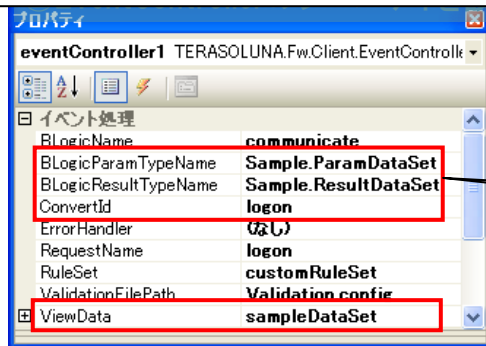 プロパティ
eventController1 TERASOLUNA.Fw.Client.EventControlle
イベント処理
BLogicName communicate
BLogicParamTypeName Sample.ParamDataSet
BLogicResultTypeName Sample.ResultDataSet
ConvertId logon
ErrorHandler (なし)
RequestName logon
RuleSet customRuleSet
ValidationFilePath Validation.config
ViewData sampleDataSet